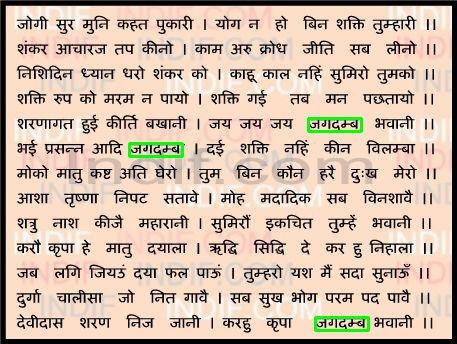 जोगी सुर मुनि कहत पुकारी । योग न हो बिन शक्ति तुम्हारी ।।
शंकर आचारज तप कीनो । काम अरु क्रोध जीति सब लीनो ।।
निशिदिन ध्यान धरो शंकर को । काहू काल नहिं सुमिरो तुमको ।।
शक्ति रुप को मरम न पायो । शक्ति गई तब मन पछतायो ।।
शरणागत हुई कीर्ति बखानी । जय जय जय जगदम्ब भवानी ।।
भई प्रसन्न आदि जगदम्ब । दई शक्ति नहिं कीन विलम्बा ।।
मोको मातु कष्ट अति घेरो । तुम बिन कौन हरै दुःख मेरो ।।
आशा तृष्णा निपट सतावे । मोह मदादिक सब विनशावै ।।
शत्रु नाश कीजै महारानी । सुमिरौं इकचित तुम्हें भवानी ।।
करौ कृपा हे मातु दयाला । ऋद्धि सिद्धि दे कर हु निहाला ।।
जब लगि जियउं दया फल पाऊं । तुम्हरो यश मैं सदा सुनाऊँ ।।
दुर्गा चालीसा जो नित गावै । सब सुख भोग परम पद पावै ।।
देवीदास शरण निज जानी । करहु कृपा जगदम्ब भवानी ।।